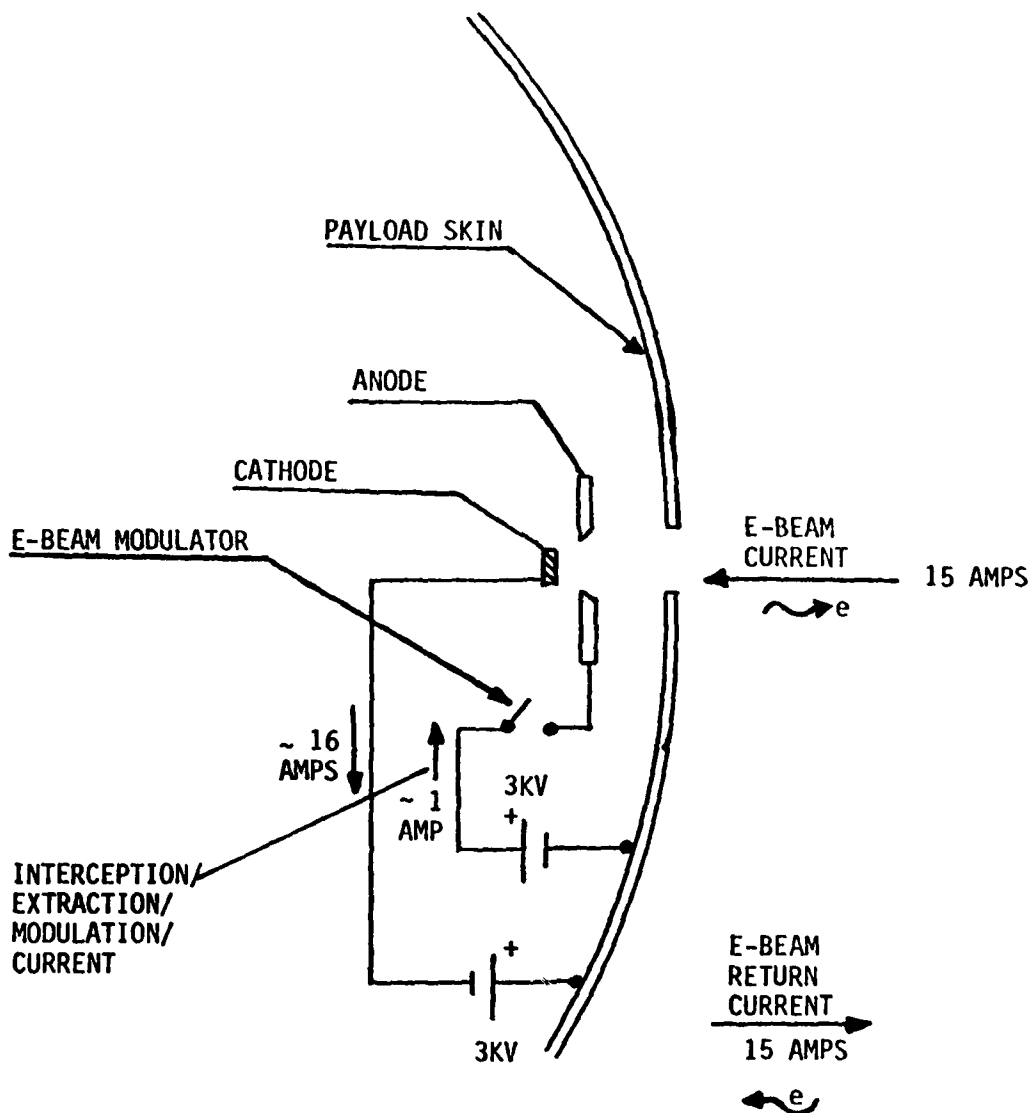 PAYLOAD SKIN
ANODE
CATHODE
E-BEAM MODULATOR
E-BEAM
CURRENT
15 AMPS
e
~ 16
AMPS
~ 1
AMP
3KV
+
INTERCEPTION/
EXTRACTION/
MODULATION/
CURRENT
+
3KV
E-BEAM
RETURN
CURRENT
15 AMPS
e